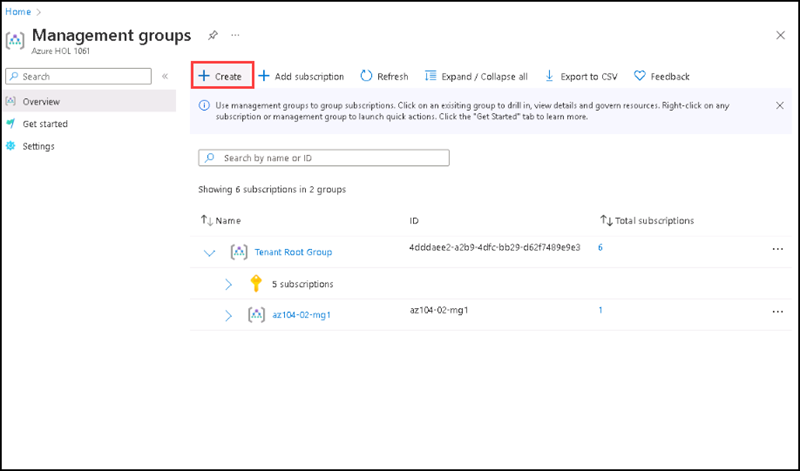 Home
Management groups
Azure HOL 1061
Search
Overview
Get started
Settings
Create Add subscription Refresh Expand / Collapse all Export to CSV Feedback
Use management groups to group subscriptions. Click on an exisiting group to drill in, view details and govern resources. Right-click on any
subscription or management group to launch quick actions. Click the "Get Started" tab to learn more.
Search by name or ID
Showing 6 subscriptions in 2 groups
Name ID Total subscriptions
Tenant Root Group 4dddaee2-a2b9-4dfc-bb29-d62f7489e9e3 6
5 subscriptions
az104-02-mg1 az104-02-mg1 1